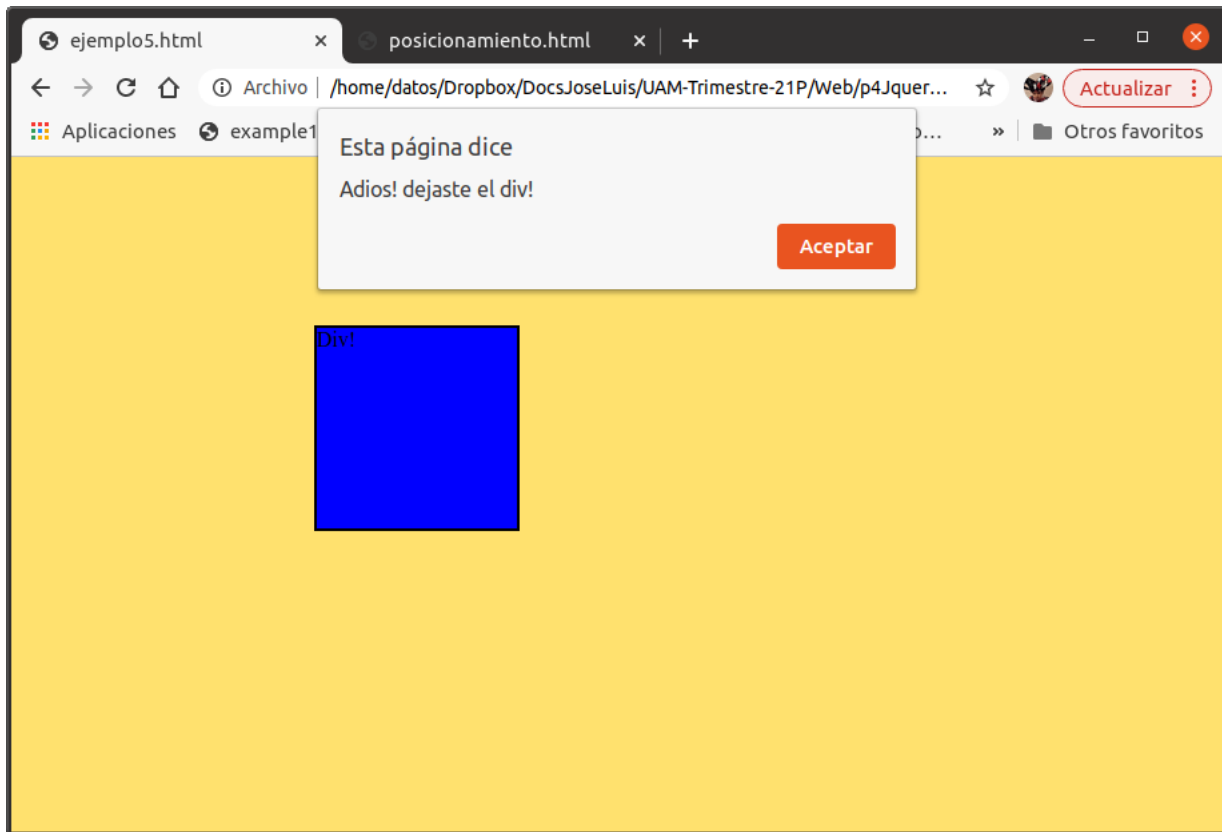 ejemplo5.html
posicionamiento.html
Archivo /home/datos/Dropbox/DocsJoseLuis/UAM-Trimestre-21P/Web/p4Jquer...
Actualizar
Aplicaciones example1 Otros favoritos
Esta página dice
Adios! dejaste el div!
Aceptar
Div!